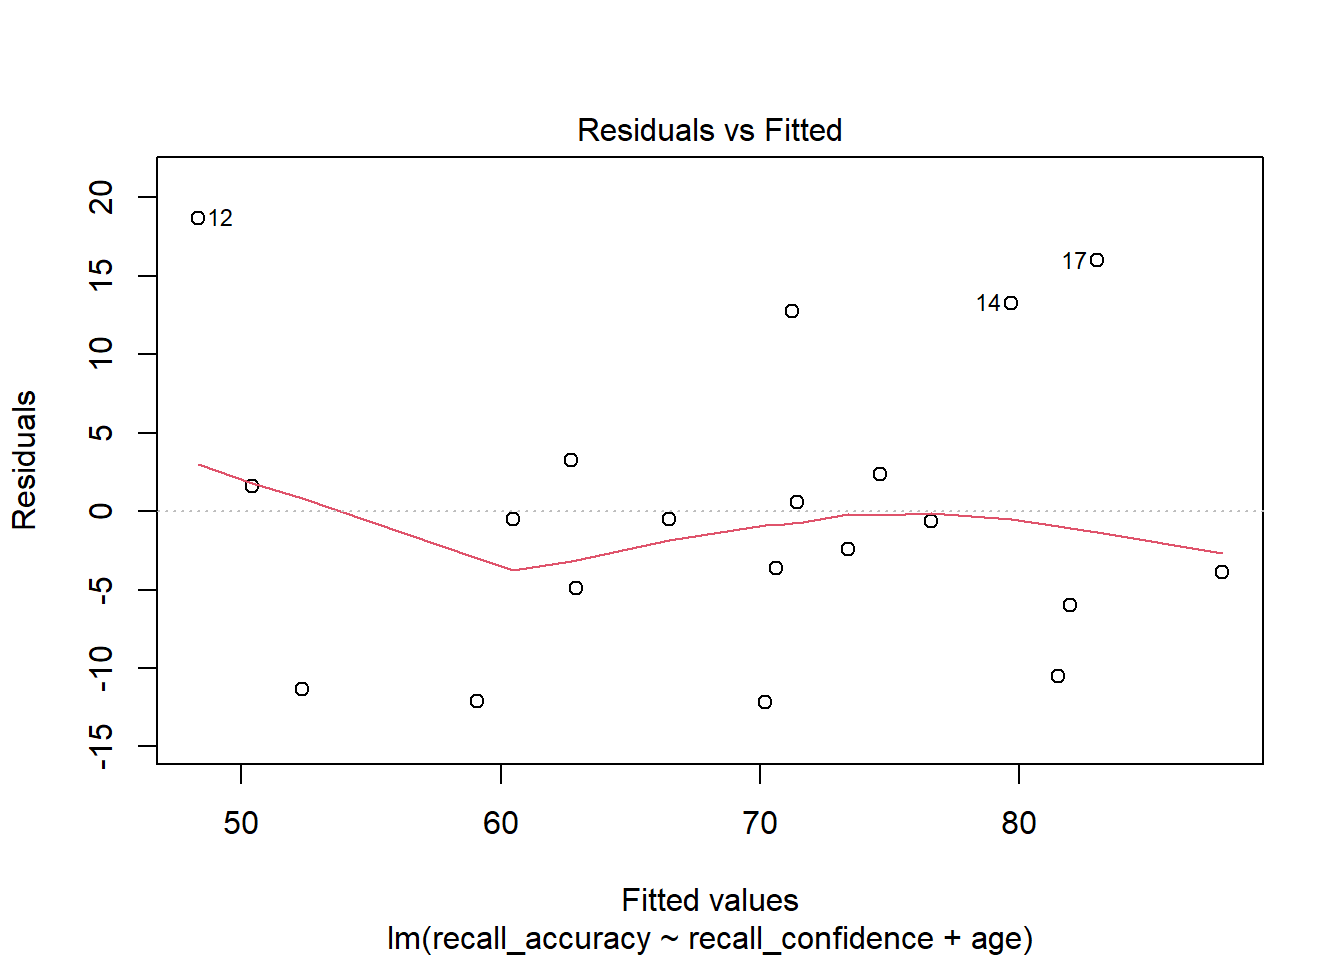 Residuals vs Fitted
Residuals
20
15
10
5
0
-5
-10
-15
12
17
14
50 60 70 80
Fitted values
lm(recall_accuracy ~ recall_confidence + age)